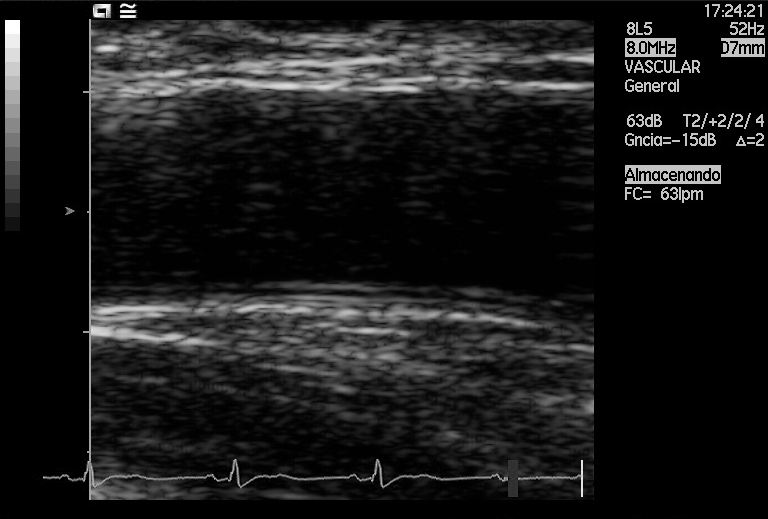 17:24:21
8L5 52Hz
8.0MHz 07mm
VASCULAR
General
63dB T2/+2/2/4
Gncia=-15dB Δ=2
Almacenando
FC= 63lpm